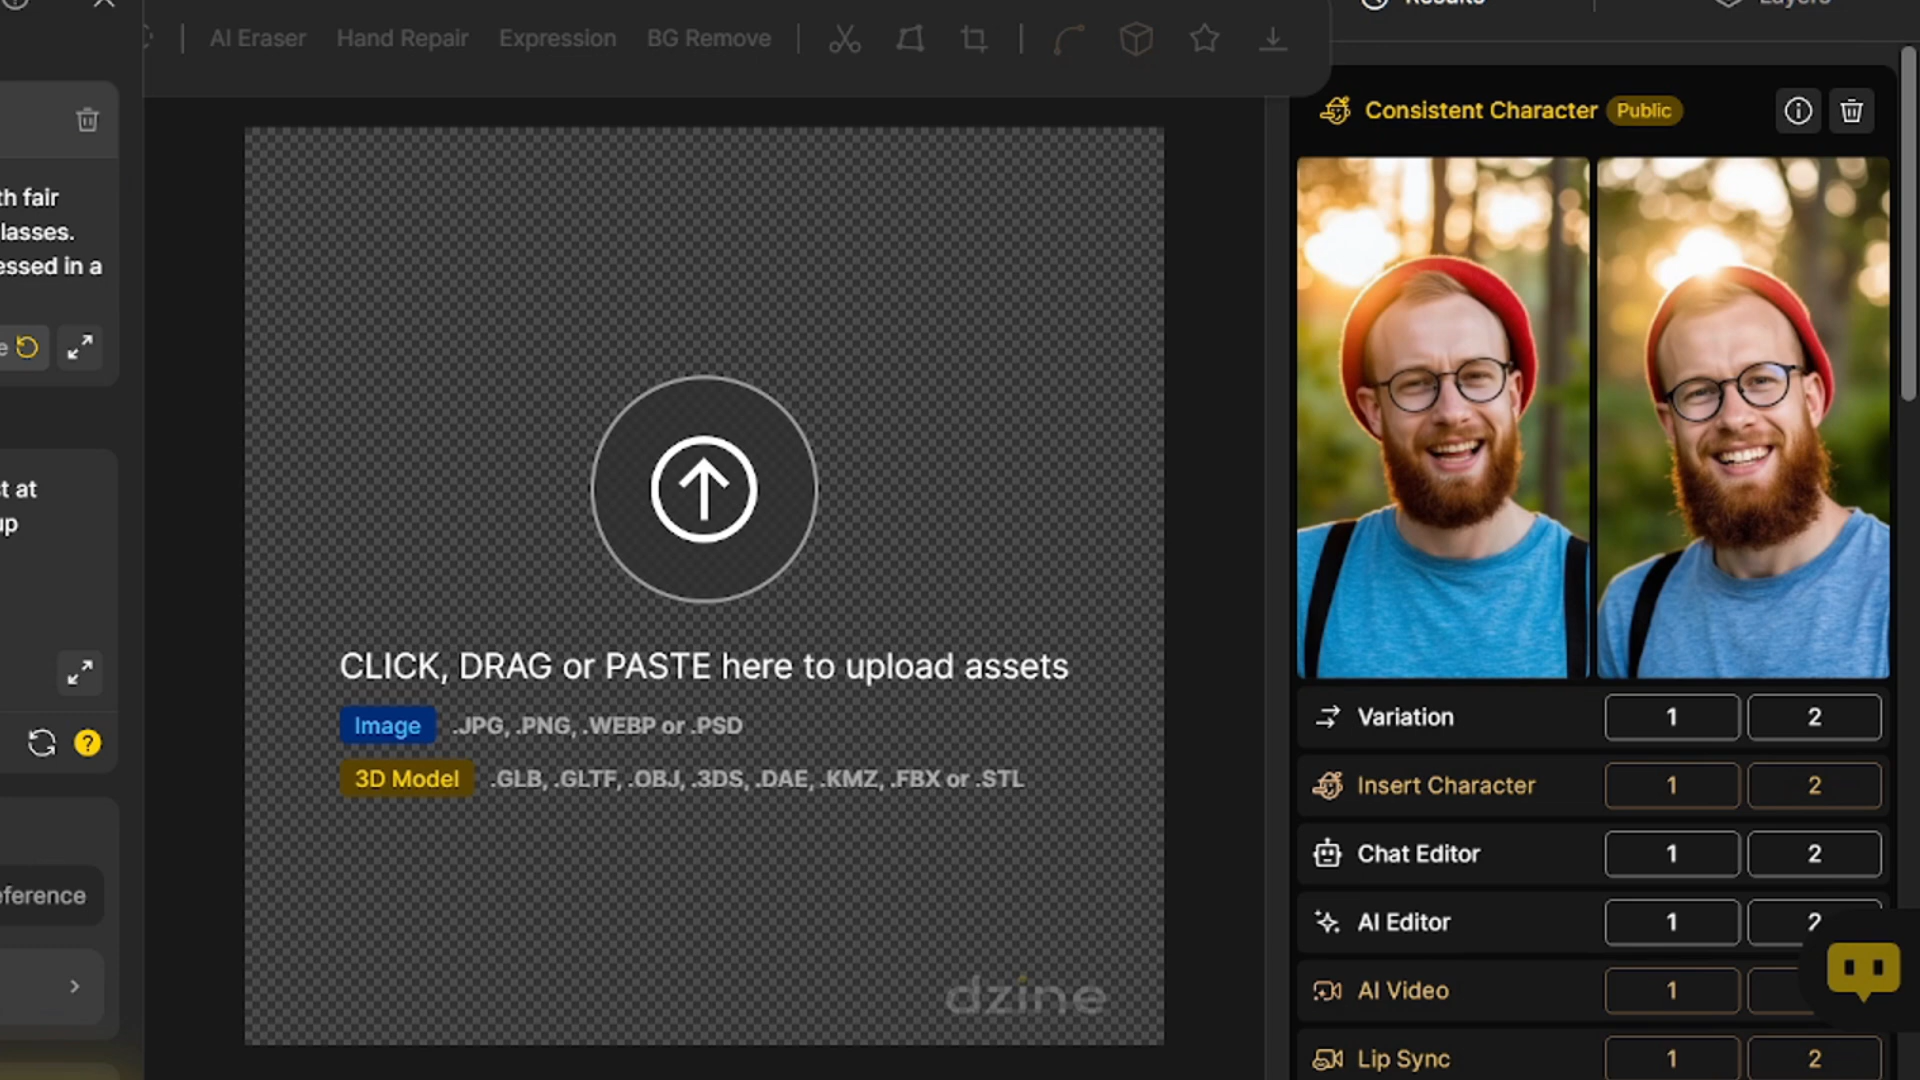 AI Eraser Hand Repair Expression BG Remove
Results Layers
th fair
lasses.
essed in a
e
t at
up
?
eference
CLICK, DRAG or PASTE here to upload assets
Image .JPG, .PNG, .WEBP or .PSD
3D Model .GLB, .GLTF, .OBJ, .3DS, .DAE, .KMZ, .FBX or .STL
dzine
Consistent Character Public
Variation 1 2
Insert Character 1 2
Chat Editor 1 2
AI Editor 1 2
AI Video 1
Lip Sync 1 2